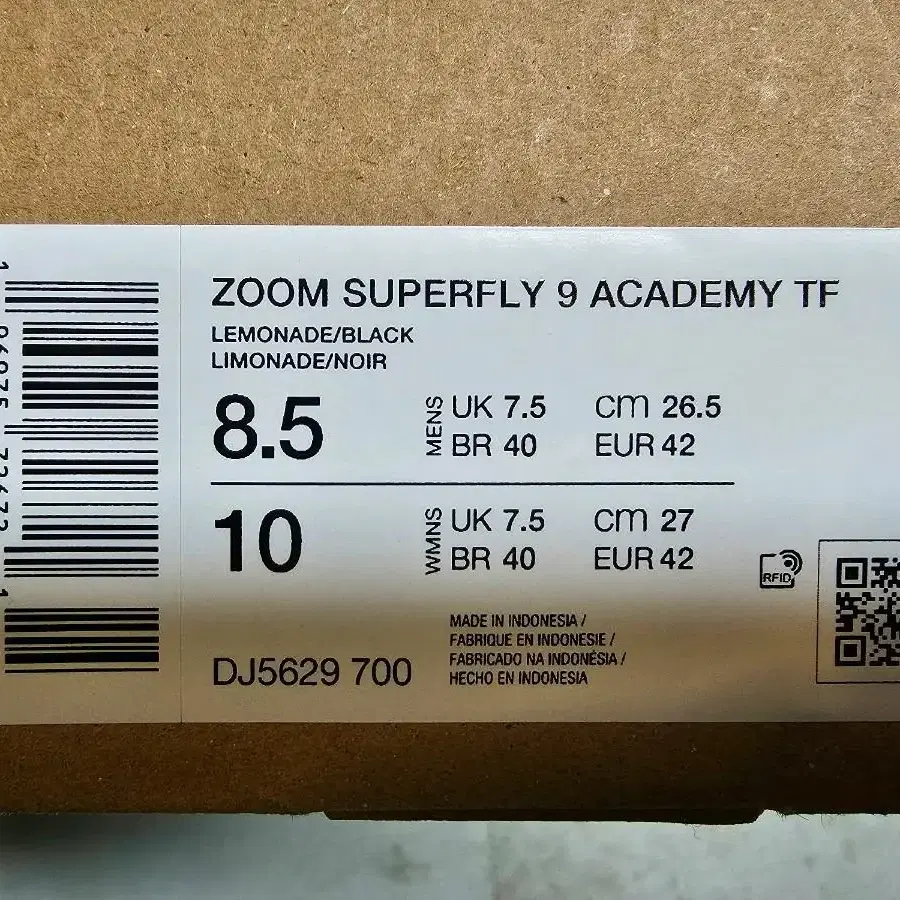 ZOOM SUPERFLY 9 ACADEMY TF
LEMONADE/BLACK
LIMONADE/NOIR
8.5
MENS
UK 7.5 CM 26.5
BR 40 EUR 42
10
WMNS
UK 7.5 CM 27
BR 40 EUR 42
RFID
DJ5629 700
MADE IN INDONESIA /
FABRIQUE EN INDONESIE /
FABRICADO NA INDONÉSIA /
HECHO EN INDONESIA